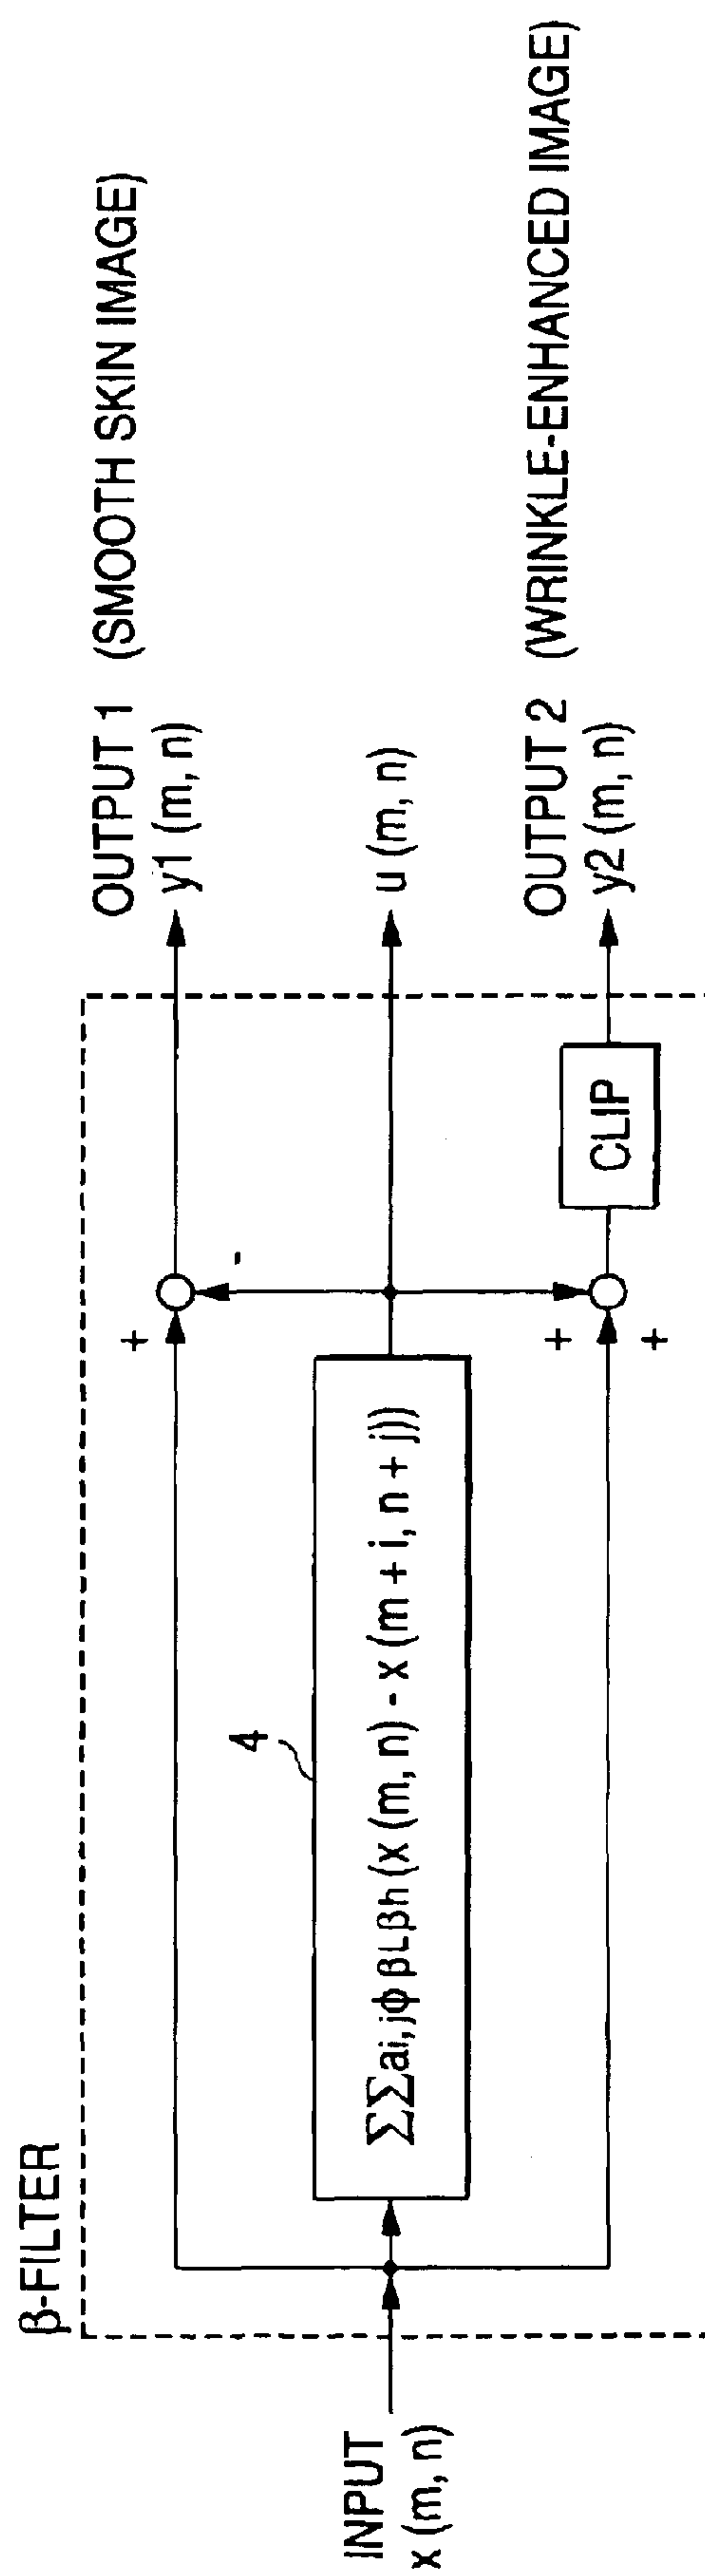 β-FILTER
INPUT
x (m, n)
4
ΣΣai, jϕ βLβh (x (m, n) - x (m + i, n + j))
+
-
+
+
CLIP
OUTPUT 1 (SMOOTH SKIN IMAGE)
y1 (m, n)
u (m, n)
OUTPUT 2 (WRINKLE-ENHANCED IMAGE)
y2 (m, n)